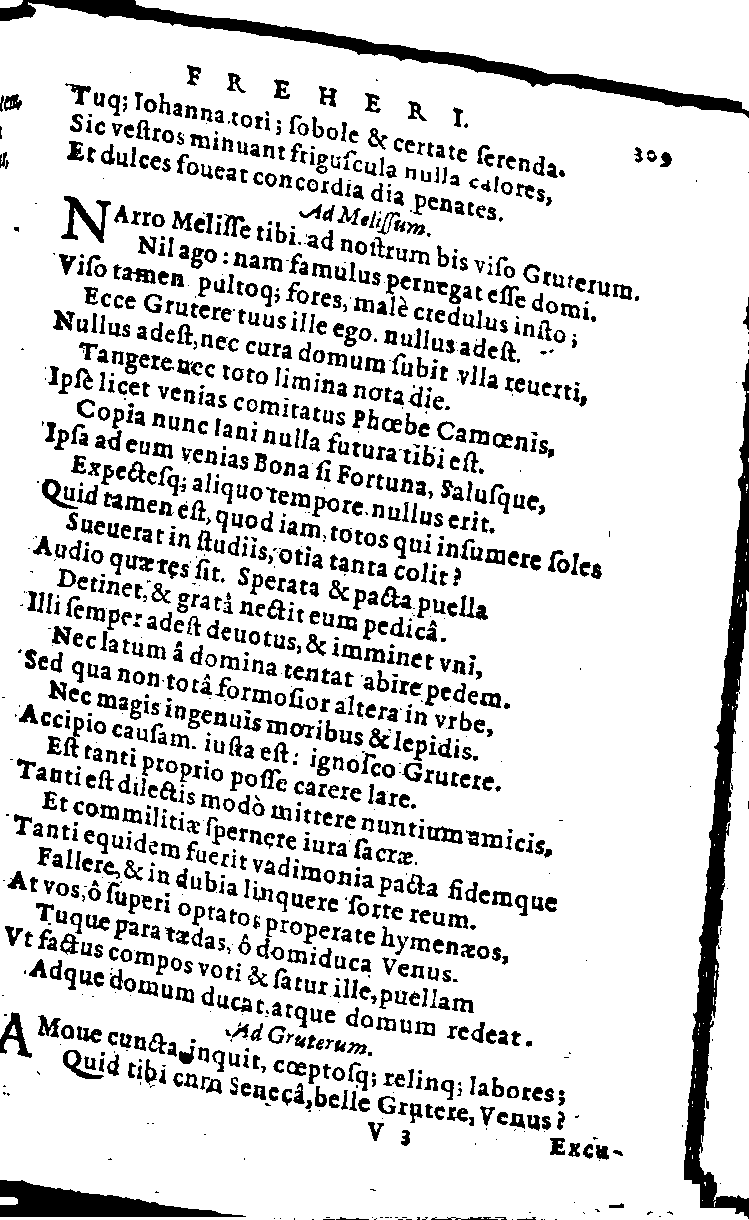 FREHERI. 309
Tuq; Iohanna tori; ſobole & certate ſerenda.
Sic veſtros minuant friguſcula nulla calores,
Et dulces foueat concordia dia penates.
Ad Meliſſum.
NArro Meliſſe tibi. ad noſtrum bis viſo Gruterum.
Nil ago: nam famulus pernegat eſſe domi.
Viſo tamen pultoq; fores, malè credulus inſto;
Ecce Grutere tuus ille ego. nullus adeſt.
Nullus adeſt, nec cura domum ſubit vlla reuerti,
Tangere nec toto limina nota die.
Ipſe licet venias comitatus Phœbe Camœnis,
Copia nunc Iani nulla futura tibi eſt.
Ipſa ad eum venias Bona ſi Fortuna, Saluſque,
Expecteſq; aliquo tempore. nullus erit.
Quid tamen eſt, quod iam, totos qui inſumere ſoles
Sueuerat in ſtudiis, otia tanta colit?
Audio quæ res ſit. Sperata & pacta puella
Detinet, & gratâ nectit eum pedicâ.
Illi ſemper adeſt deuotus, & imminet vni,
Nec latum â domina tentat abire pedem.
Sed qua non totâ formoſior altera in vrbe,
Nec magis ingenuis moribus & lepidis.
Accipio cauſam. iuſta eſt: ignoſco Grutere.
Eſt tanti proprio poſſe carere lare.
Tanti eſt dilectis modò mittere nuntium amicis,
Et commilitiæ ſpernere iura ſacræ.
Tanti equidem fuerit vadimonia pacta fidemque
Fallere, & in dubia linquere ſorte reum.
At vos, ô ſuperi optatos properate hymenæos,
Tuque para tædas, ô domiduca Venus.
Vt factus compos voti & ſatur ille, puellam
Adque domum ducat, atque domum redeat.
Ad Gruterum.
AMoue cuncta, inquit, cœptoſq; relinq; labores;
Quid tibi cum Senecâ, belle Grutere, Venus?
V 3 Excu-